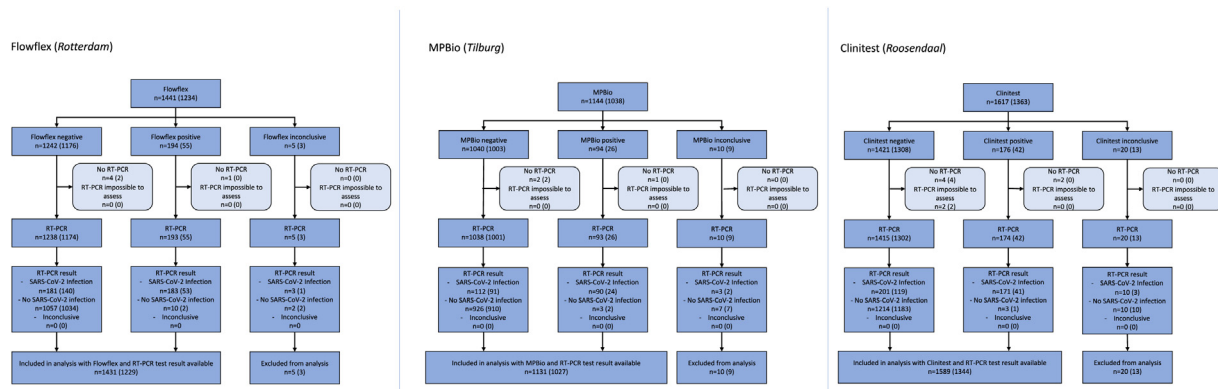 Flowflex (Rotterdam)
Flowflex
n=1441 (1234)
Flowflex negative
n=1242 (1176)
Flowflex positive
n=194 (55)
Flowflex inconclusive
n=5 (3)
No RT-PCR
n=4 (2)
RT-PCR impossible to
assess
n=0 (0)
No RT-PCR
n=1(0)
RT-PCR impossible to
assess
n=0 (0)
No RT-PCR
n=0 (0)
RT-PCR impossible to
assess
n=0 (0)
RT-PCR
n=1238 (1174)
RT-PCR
n=193 (55)
RT-PCR
n=5 (3)
RT-PCR result
- SARS-CoV-2 Infection
n=181 (140)
- No SARS-CoV-2 infection
n=1057 (1034)
- Inconclusive
n=0 (0)
RT-PCR result
- SARS-CoV-2 Infection
n=183 (53)
- No SARS-CoV-2 infection
n=10 (2)
- Inconclusive
n=0
RT-PCR result
- SARS-CoV-2 Infection
n=3 (1)
- No SARS-CoV-2 Infection
n=2 (2)
- Inconclusive
n=0 (0)
Included in analysis with Flowflex and RT-PCR test result available
n=1431 (1229)
Excluded from analysis
n=5 (3)
MPBio (Tilburg)
MPBio
n=1144 (1038)
MPBio negative
n=1040 (1003)
MPBio positive
n=94 (26)
MPBio inconclusive
n=10 (9)
No RT-PCR
n=2 (2)
RT-PCR impossible to
assess
n=0 (0)
No RT-PCR
n=1 (0)
RT-PCR impossible to
assess
n=0 (0)
No RT-PCR
n=0 (0)
RT-PCR impossible to
assess
n=0 (0)
RT-PCR
n=1038 (1001)
RT-PCR
n=93 (26)
RT-PCR
n=10 (9)
RT-PCR result
- SARS-CoV-2 Infection
n=112 (91)
- No SARS-CoV-2 Infection
n=926 (910)
- Inconclusive
n=0 (0)
RT-PCR result
- SARS-CoV-2 Infection
n=90 (24)
- No SARS-CoV-2 Infection
n=3 (2)
- Inconclusive
n=0 (0)
RT-PCR result
- SARS-CoV-2 Infection
n=3 (2)
- No SARS-CoV-2 Infection
n=7 (7)
- Inconclusive
n=0 (0)
Included in analysis with MPBio and RT-PCR test result available
n=1131 (1027)
Excluded from analysis
n=10 (9)
Clinitest (Roosendaal)
Clinitest
n=1617 (1363)
Clinitest negative
n=1421 (1308)
Clinitest positive
n=176 (42)
Clinitest inconclusive
n=20 (13)
No RT-PCR
n=4 (4)
RT-PCR impossible to
assess
n=2 (2)
No RT-PCR
n=2 (0)
RT-PCR impossible to
assess
n=0 (0)
No RT-PCR
n=0 (0)
RT-PCR impossible to
assess
n=0 (0)
RT-PCR
n=1415 (1302)
RT-PCR
n=174 (42)
RT-PCR
n=20 (13)
RT-PCR result
- SARS-CoV-2 Infection
n=201 (119)
- No SARS-CoV-2 Infection
n=1214 (1183)
- Inconclusive
n=0 (0)
RT-PCR result
- SARS-CoV-2 Infection
n=171 (41)
- No SARS-CoV-2 Infection
n=3 (1)
- Inconclusive
n=0 (0)
RT-PCR result
- SARS-CoV-2 Infection
n=10 (3)
- No SARS-CoV-2 Infection
n=10 (10)
- Inconclusive
n=0 (0)
Included in analysis with Clinitest and RT-PCR test result available
n=1589 (1344)
Excluded from analysis
n=20 (13)